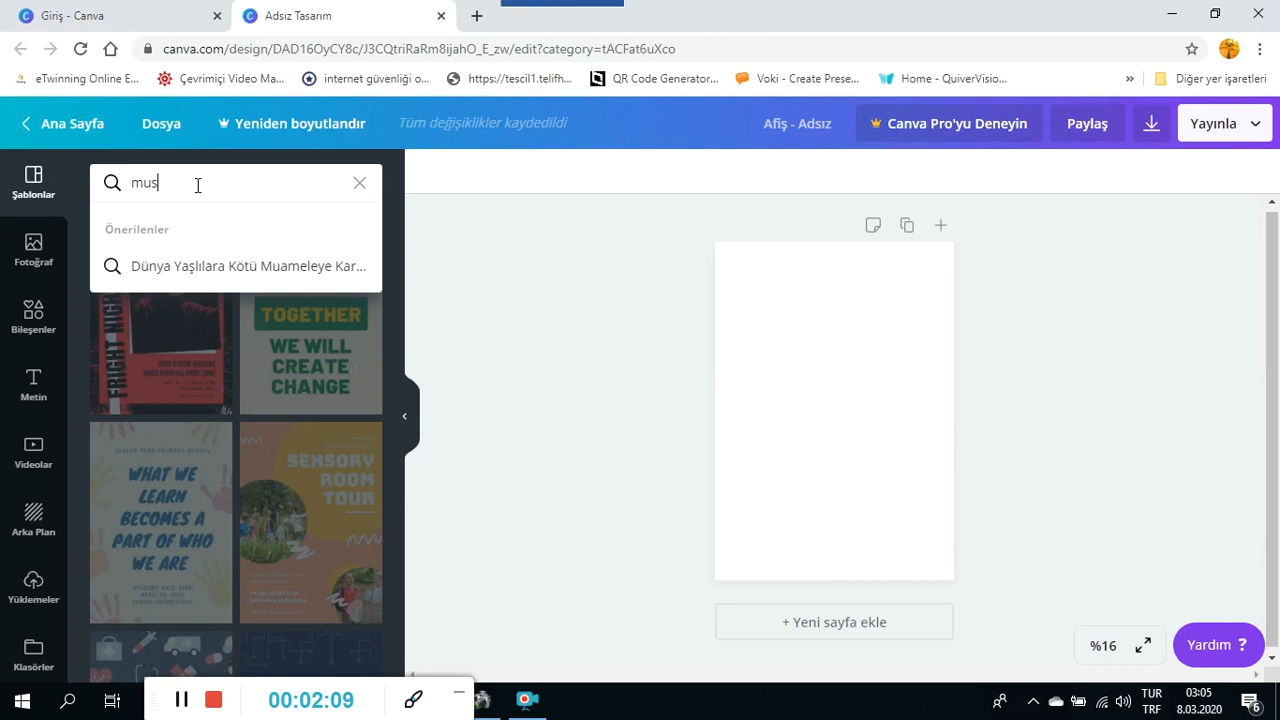 Giriş - Canva
Adsız Tasarım
canva.com/design/DAD16OyCY8c/J3CQtriRaRm8ijahO_E_zw/edit?category=tACFat6uXco
eTwinning Online E...
Çevrimiçi Video Ma...
internet güvenliği o...
https://tescil1.telifh...
QR Code Generator...
Voki - Create Prese...
Home - QuiverVisio...
»
Diğer yer işaretleri
Ana Sayfa
Dosya
Yeniden boyutlandır
Tüm değişiklikler kaydedildi
Afiş - Adsız
Canva Pro'yu Deneyin
Paylaş
Yayınla
Şablonlar
Fotoğraf
Bileşenler
Metin
Videolar
Arka Plan
Yüklemeler
Klasörler
mus
Önerilenler
Dünya Yaşlılara Kötü Muameleye Kar...
FRIGHT NIGHT
TOGETHER
WE WILL
CREATE
CHANGE
WHAT WE
LEARN
BECOMES A
PART OF WHO
WE ARE
SENSORY
ROOM
TOUR
+ Yeni sayfa ekle
%16
Yardım ?
00:02:09
TUR
TRF
03:05
8.03.2020
6